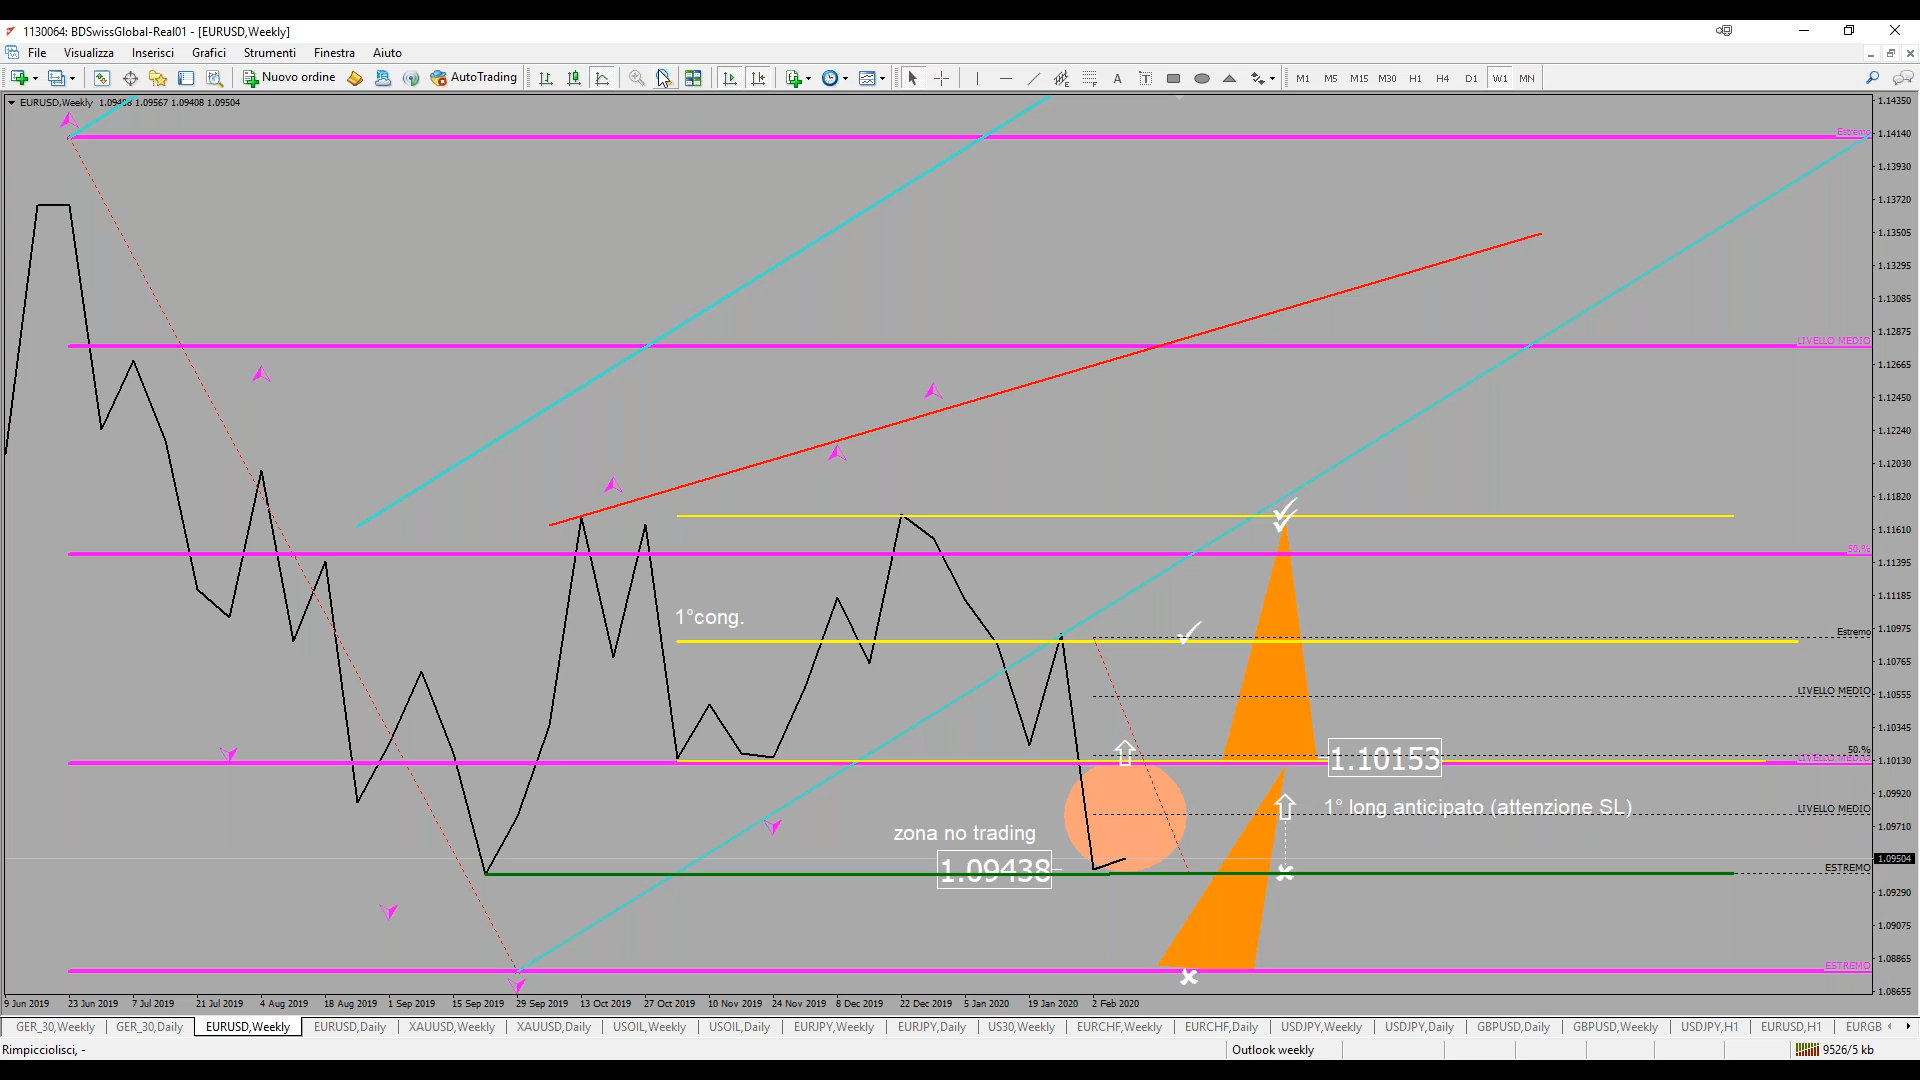 1130064: BDSwissGlobal-Real01 - [EURUSD,Weekly]
File Visualizza Inserisci Grafici Strumenti Finestra Aiuto
Nuovo ordine AutoTrading A T M1 M5 M15 M30 H1 H4 D1 W1 MN
EURUSD,Weekly 1.09456 1.09567 1.09408 1.09504
1.14350
Estremo 1.14140
1.13930
1.13720
1.13505
1.13295
1.13085
1.12875
LIVELLO MEDIO
1.12665
1.12450
1.12240
1.12030
1.11820
1.11610
50.%
1.11395
1.11185
1°cong.
Estremo 1.10975
1.10765
LIVELLO MEDIO 1.10555
1.10345
50.%
1.10153 LIVELLO MEDIO 1.10130
1.09920
1° long anticipato (attenzione SL) LIVELLO MEDIO
zona no trading 1.09710
1.09504
1.09438 ESTREMO
1.09290
1.09075
ESTREMO 1.08865
1.08655
9 Jun 2019 23 Jun 2019 7 Jul 2019 21 Jul 2019 4 Aug 2019 18 Aug 2019 1 Sep 2019 15 Sep 2019 29 Sep 2019 13 Oct 2019 27 Oct 2019 10 Nov 2019 24 Nov 2019 8 Dec 2019 22 Dec 2019 5 Jan 2020 19 Jan 2020 2 Feb 2020
GER_30,Weekly GER_30,Daily EURUSD,Weekly EURUSD,Daily XAUUSD,Weekly XAUUSD,Daily USOIL,Weekly USOIL,Daily EURJPY,Weekly EURJPY,Daily US30,Weekly EURCHF,Weekly EURCHF,Daily USDJPY,Weekly USDJPY,Daily GBPUSD,Daily GBPUSD,Weekly USDJPY,H1 EURUSD,H1 EURGB
Rimpicciolisci, - Outlook weekly 9526/5 kb